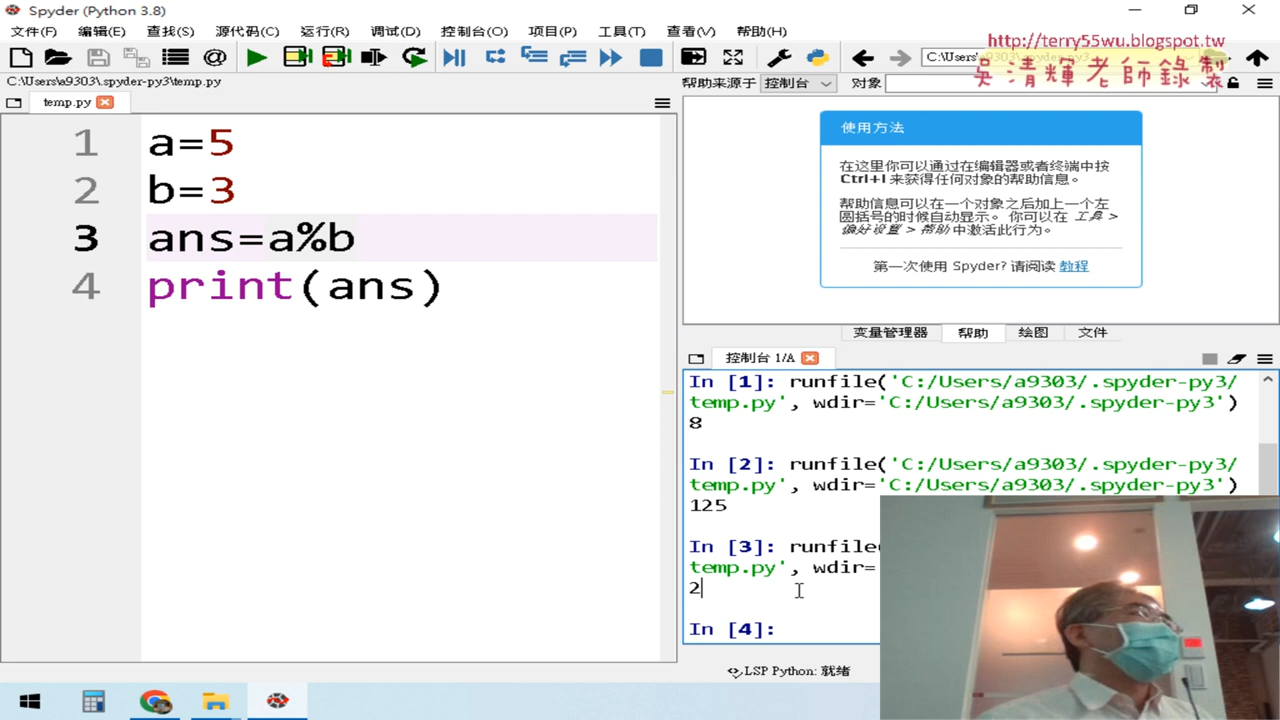 Spyder (Python 3.8)
文件(F) 编辑(E) 查找(S) 源代码(C) 运行(R) 调试(D) 控制台(O) 项目(P) 工具(T) 查看(V) 帮助(H)
http://terry55wu.blogspot.tw
吳清輝老師錄製
C:\Users\a9303\.spyder-py3\temp.py
帮助来源于 控制台 对象
temp.py
1 a=5
2 b=3
3 ans=a%b
4 print(ans)
使用方法
在这里你可以通过在编辑器或者终端中按
Ctrl+I 来获得任何对象的帮助信息。
帮助信息可以在一个对象之后加上一个左
圆括号的时候自动显示。 你可以在 工具 >
偏好设置 > 帮助 中激活此行为。
第一次使用 Spyder? 请阅读 教程
变量管理器 帮助 绘图 文件
控制台 1/A
In [1]: runfile('C:/Users/a9303/.spyder-py3/
temp.py', wdir='C:/Users/a9303/.spyder-py3')
8
In [2]: runfile('C:/Users/a9303/.spyder-py3/
temp.py', wdir='C:/Users/a9303/.spyder-py3')
125
In [3]: runfile
temp.py', wdir=
2
In [4]:
LSP Python: 就绪